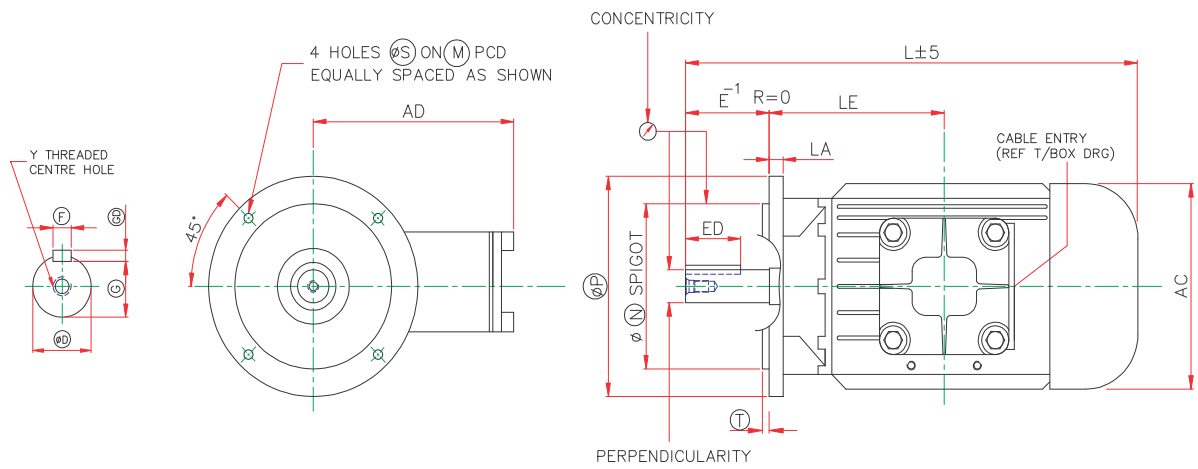 CONCENTRICITY
4 HOLES øS ON M PCD
EQUALLY SPACED AS SHOWN
L±5
AD
E-1
R=0
LE
Y THREADED
CENTRE HOLE
CABLE ENTRY
(REF T/BOX DRG)
LA
F
GD
45°
ED
G
øP
ø N SPIGOT
AC
øD
T
PERPENDICULARITY